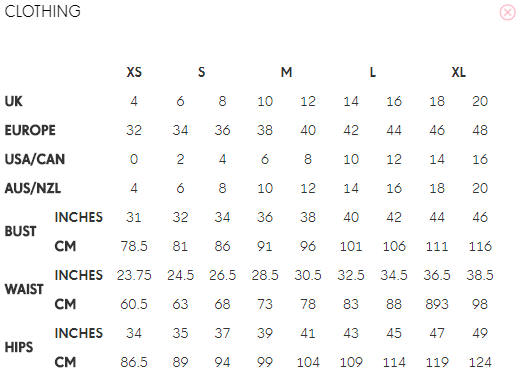 CLOTHING
XS S M L XL
UK 4 6 8 10 12 14 16 18 20
EUROPE 32 34 36 38 40 42 44 46 48
USA/CAN 0 2 4 6 8 10 12 14 16
AUS/NZL 4 6 8 10 12 14 16 18 20
BUST
INCHES 31 32 34 36 38 40 42 44 46
CM 78.5 81 86 91 96 101 106 111 116
WAIST
INCHES 23.75 24.5 26.5 28.5 30.5 32.5 34.5 36.5 38.5
CM 60.5 63 68 73 78 83 88 893 98
HIPS
INCHES 34 35 37 39 41 43 45 47 49
CM 86.5 89 94 99 104 109 114 119 124